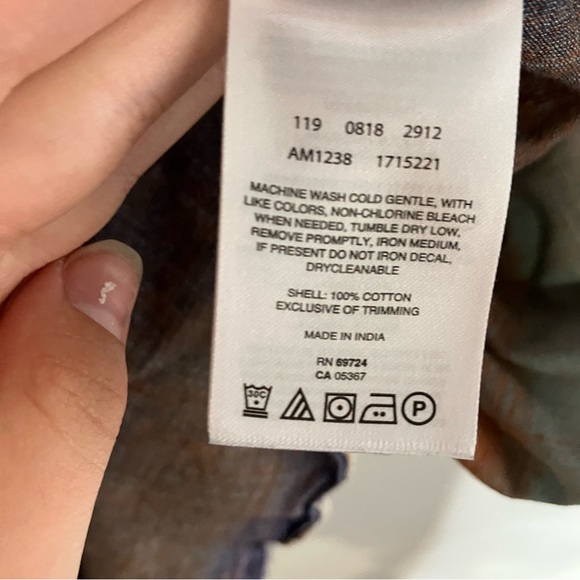 119 0818 2912
AM1238 1715221
MACHINE WASH COLD GENTLE, WITH
LIKE COLORS, NON-CHLORINE BLEACH
WHEN NEEDED, TUMBLE DRY LOW,
REMOVE PROMPTLY, IRON MEDIUM,
IF PRESENT DO NOT IRON DECAL,
DRYCLEANABLE
SHELL: 100% COTTON
EXCLUSIVE OF TRIMMING
MADE IN INDIA
RN 69724
CA 05367
30C P